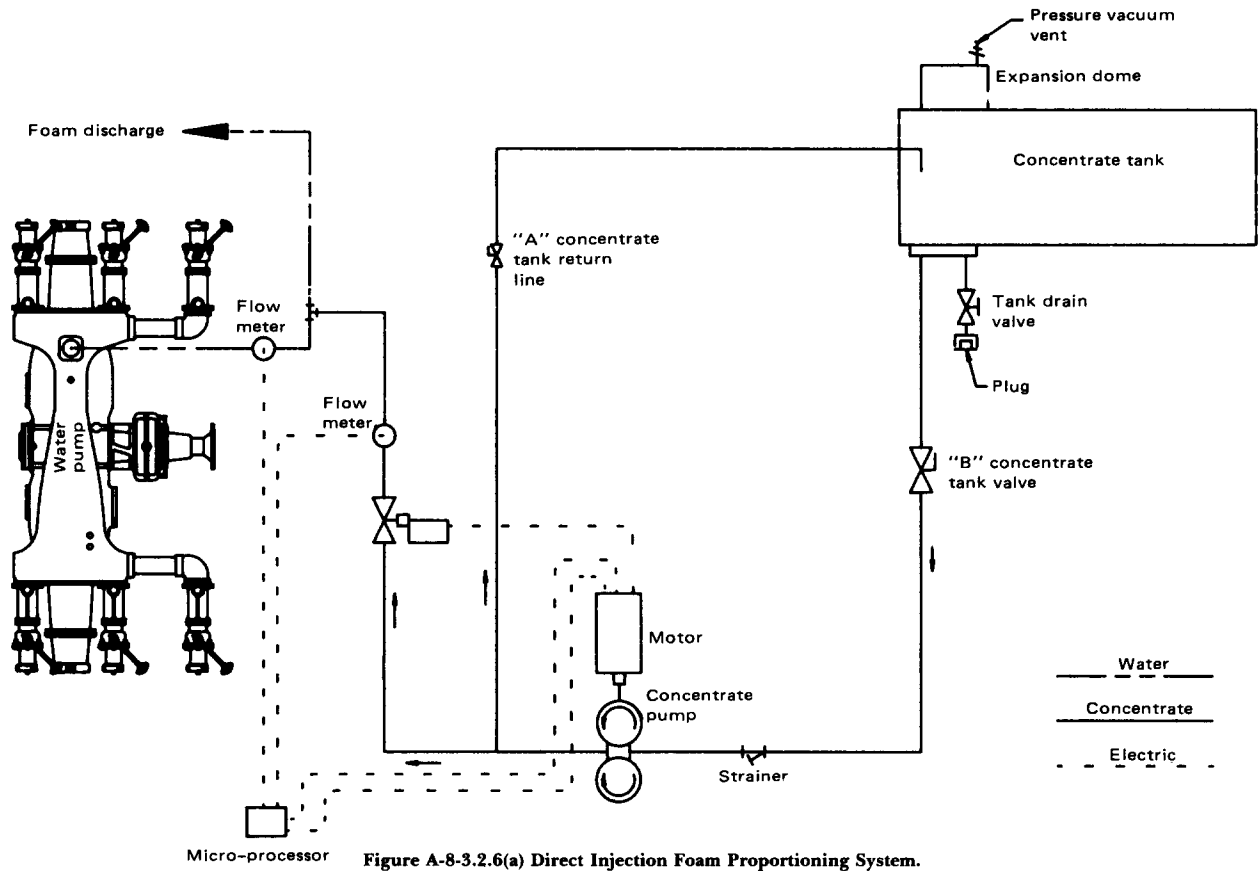 Pressure vacuum
vent
Expansion dome
Foam discharge
Concentrate tank
"A" concentrate
tank return
line
Flow
meter
Tank drain
valve
Plug
Flow
meter
Water
pump
"B" concentrate
tank valve
Motor
Concentrate
pump
Water
Concentrate
Electric
Strainer
Micro-processor
Figure A-8-3.2.6(a) Direct Injection Foam Proportioning System.